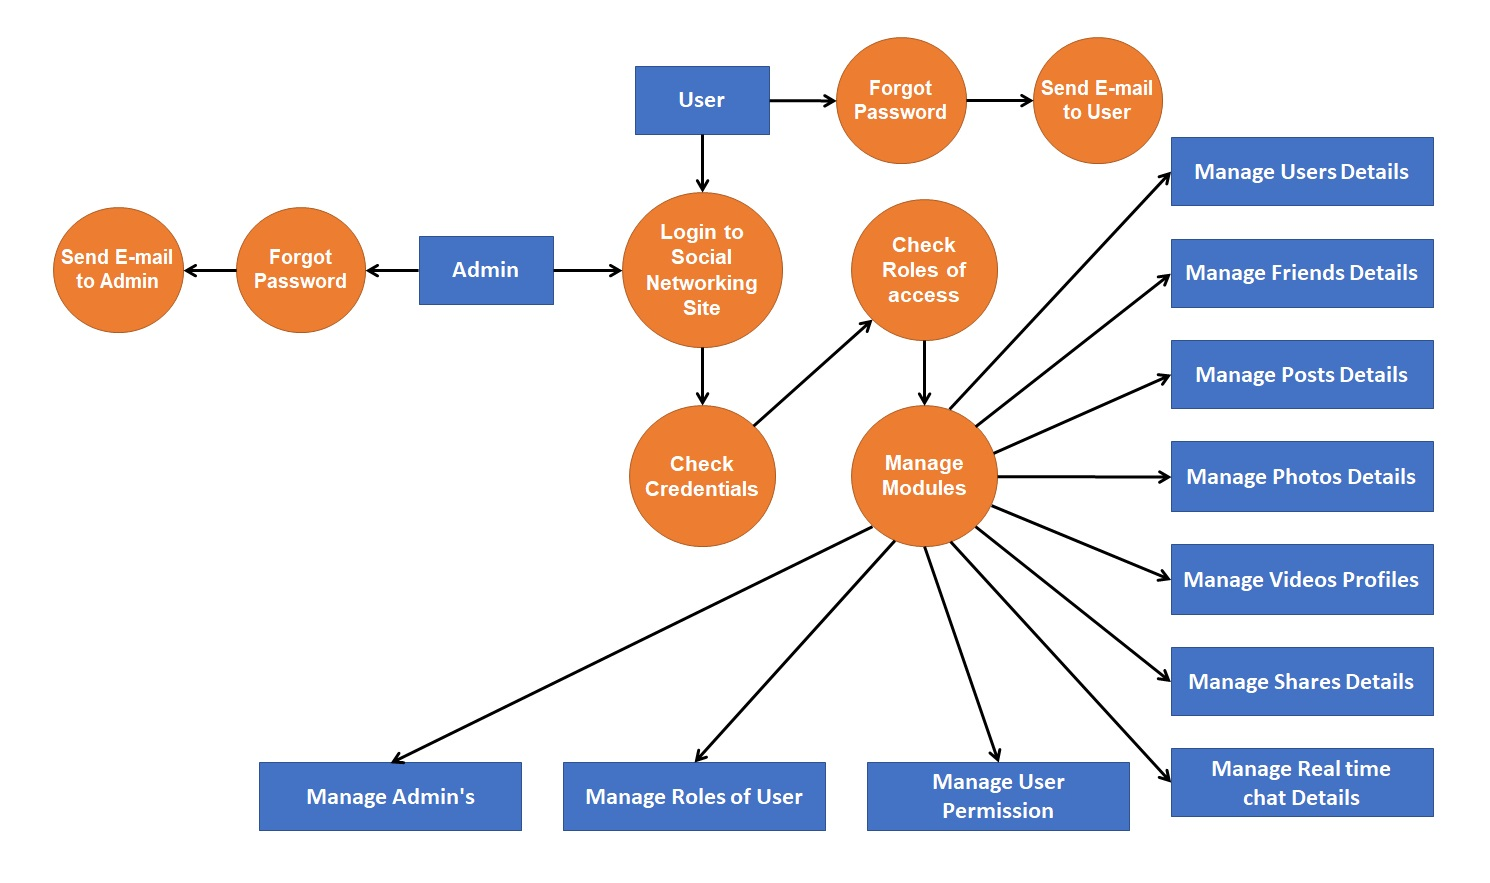 User
Forgot
Password
Send E-mail
to User
Manage Users Details
Send E-mail
to Admin
Forgot
Password
Admin
Login to
Social
Networking
Site
Check
Roles of
access
Manage Friends Details
Manage Posts Details
Check
Credentials
Manage
Modules
Manage Photos Details
Manage Videos Profiles
Manage Shares Details
Manage Admin's
Manage Roles of User
Manage User
Permission
Manage Real time
chat Details